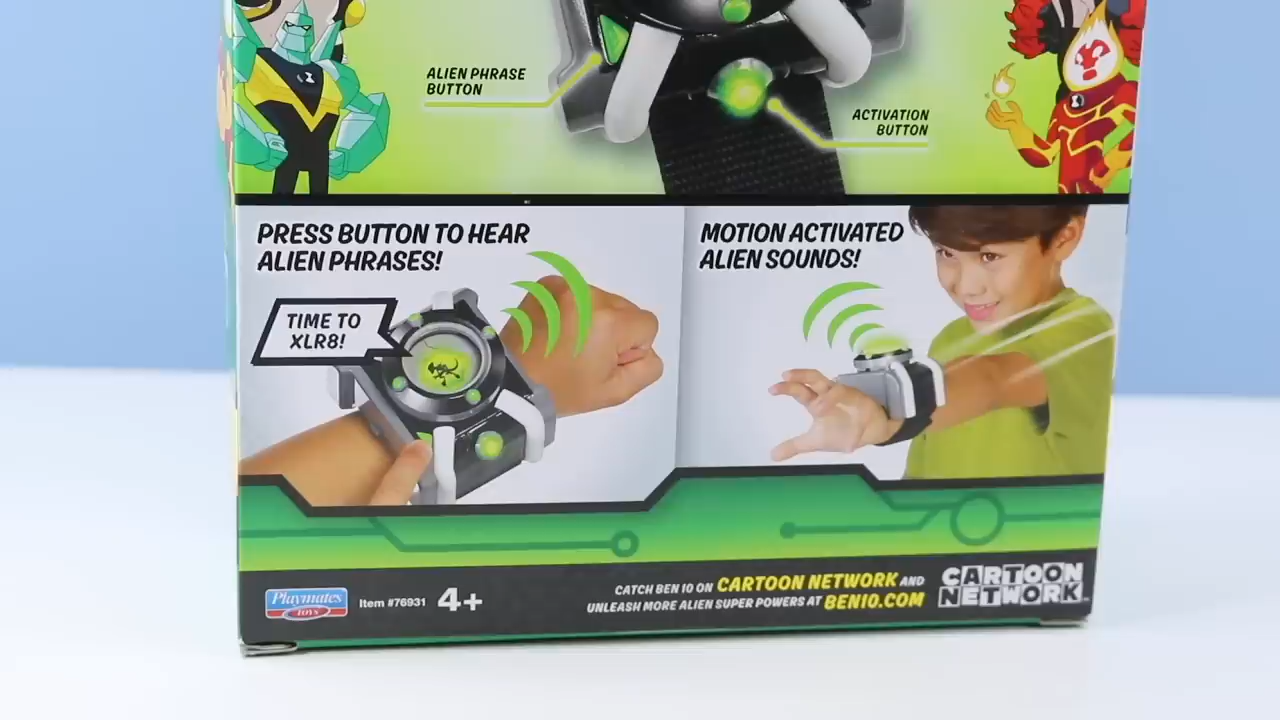 ALIEN PHRASE
BUTTON
ACTIVATION
BUTTON
PRESS BUTTON TO HEAR
ALIEN PHRASES!
TIME TO
XLR8!
MOTION ACTIVATED
ALIEN SOUNDS!
Playmates
toys
Item #76931 4+
CATCH BEN 10 ON CARTOON NETWORK AND
UNLEASH MORE ALIEN SUPER POWERS AT BEN10.COM
CARTOON
NETWORK